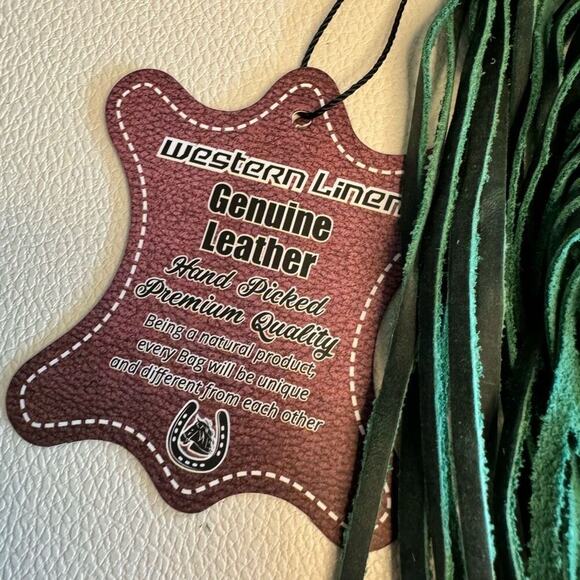 Western Linen
Genuine
Leather
Hand Picked
Premium Quality
Being a natural product,
every Bag will be unique
and different from each other